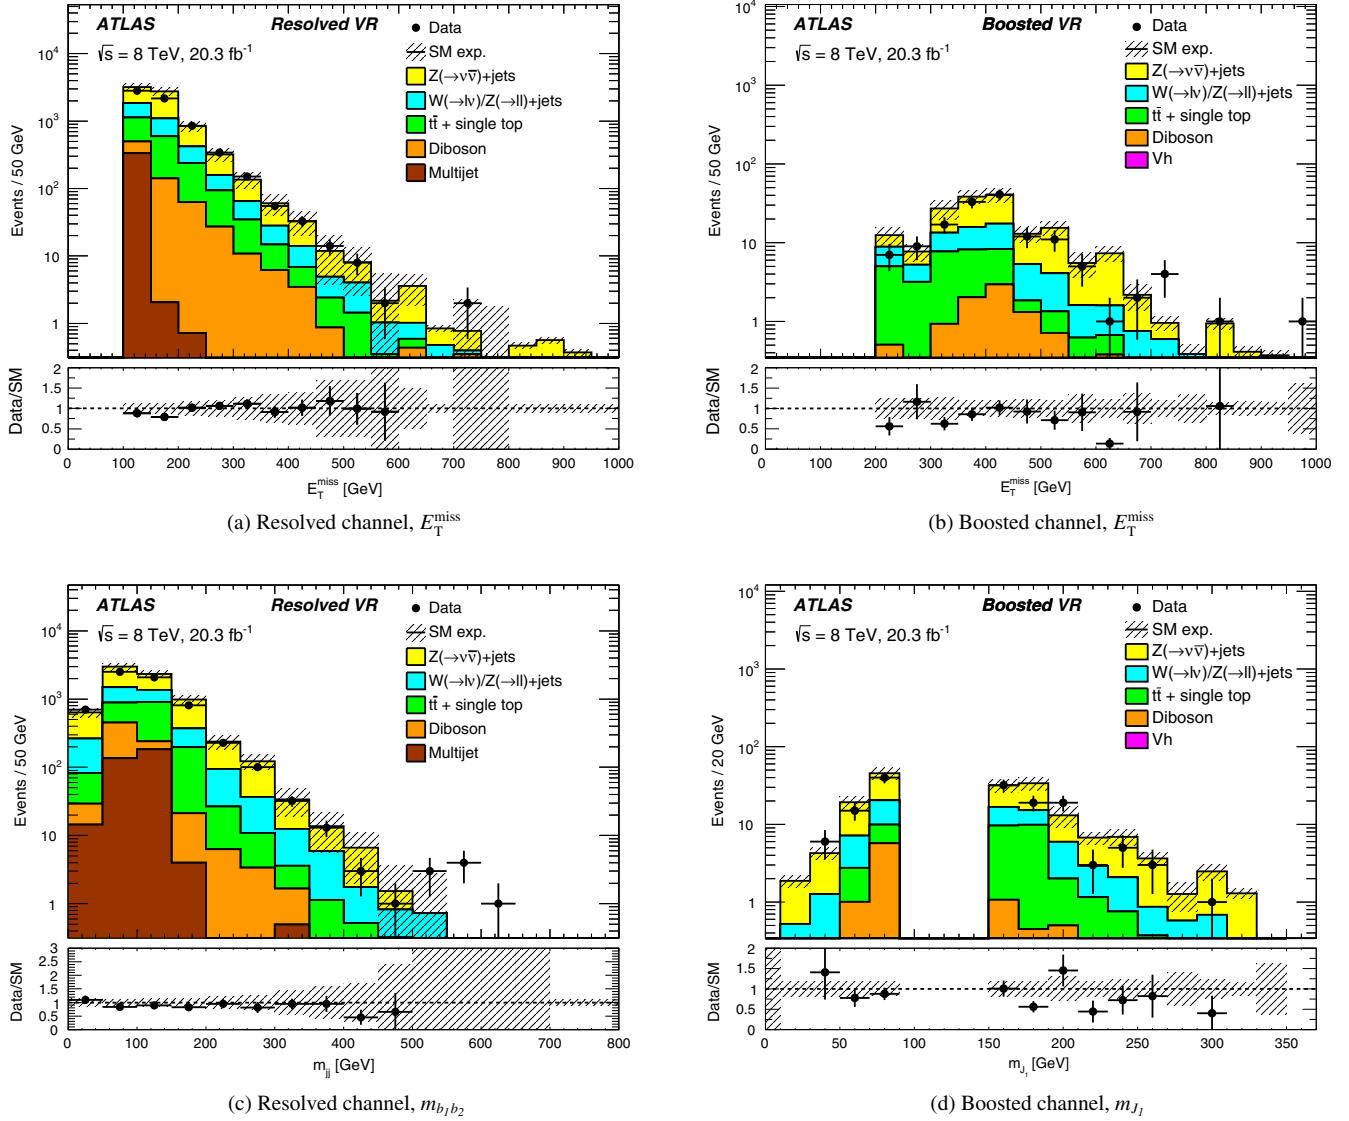 ATLAS Resolved VR
√s = 8 TeV, 20.3 fb⁻¹
Data
SM exp.
Z(→νν̄)+jets
W(→lν)/Z(→ll)+jets
tt̄ + single top
Diboson
Multijet
Events / 50 GeV
10⁴
10³
10²
10
1
Data/SM
2
1.5
1
0.5
0
0 100 200 300 400 500 600 700 800 900 1000
E_T^miss [GeV]
(a) Resolved channel, E_T^miss
ATLAS Boosted VR
√s = 8 TeV, 20.3 fb⁻¹
Data
SM exp.
Z(→νν̄)+jets
W(→lν)/Z(→ll)+jets
tt̄ + single top
Diboson
Vh
Events / 50 GeV
10⁴
10³
10²
10
1
Data/SM
2
1.5
1
0.5
0
0 100 200 300 400 500 600 700 800 900 1000
E_T^miss [GeV]
(b) Boosted channel, E_T^miss
ATLAS Resolved VR
√s = 8 TeV, 20.3 fb⁻¹
Data
SM exp.
Z(→νν̄)+jets
W(→lν)/Z(→ll)+jets
tt̄ + single top
Diboson
Multijet
Events / 50 GeV
10⁴
10³
10²
10
1
Data/SM
3
2.5
2
1.5
1
0.5
0
0 100 200 300 400 500 600 700 800
m_jj [GeV]
(c) Resolved channel, m_b₁b₂
ATLAS Boosted VR
√s = 8 TeV, 20.3 fb⁻¹
Data
SM exp.
Z(→νν̄)+jets
W(→lν)/Z(→ll)+jets
tt̄ + single top
Diboson
Vh
Events / 20 GeV
10⁴
10³
10²
10
1
Data/SM
2
1.5
1
0.5
0
0 50 100 150 200 250 300 350
m_J₁ [GeV]
(d) Boosted channel, m_J₁